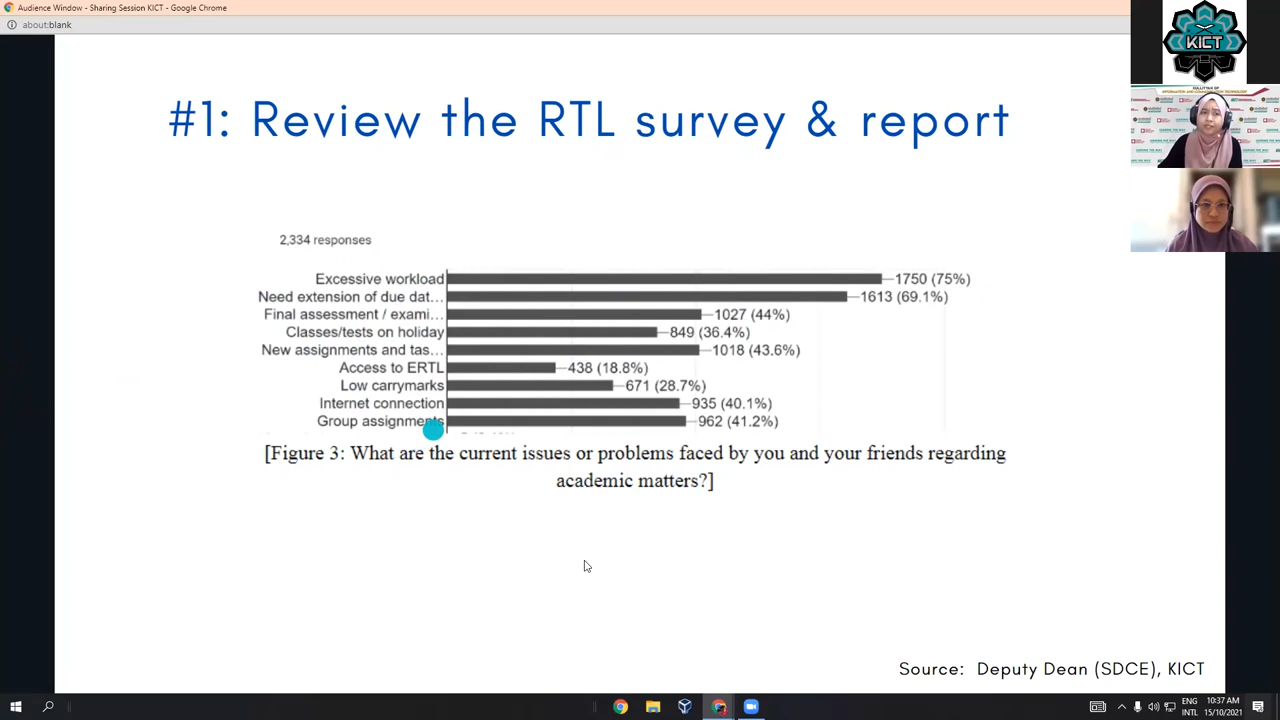 Audience Window - Sharing Session KICT - Google Chrome
about:blank
KICT
#1: Review the RTL survey & report
2,334 responses
Excessive workload 1750 (75%)
Need extension of due dat... 1613 (69.1%)
Final assessment / exami... 1027 (44%)
Classes/tests on holiday 849 (36.4%)
New assignments and tas... 1018 (43.6%)
Access to ERTL 438 (18.8%)
Low carrymarks 671 (28.7%)
Internet connection 935 (40.1%)
Group assignments 962 (41.2%)
[Figure 3: What are the current issues or problems faced by you and your friends regarding
academic matters?]
Source: Deputy Dean (SDCE), KICT
ENG
INTL
10:37 AM
15/10/2021